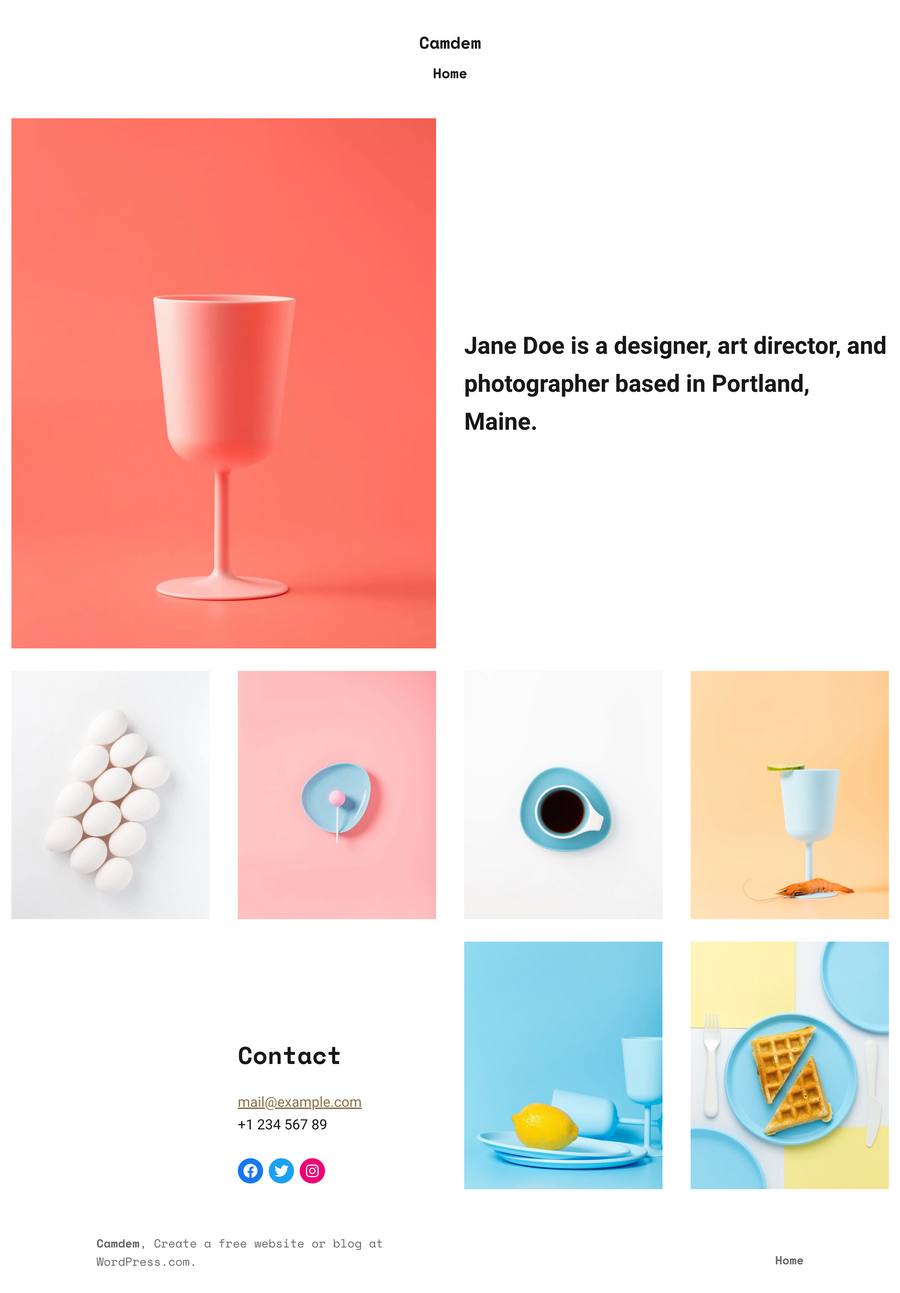 Camdem
Home
Jane Doe is a designer, art director, and
photographer based in Portland,
Maine.
Contact
mail@example.com
+1 234 567 89
Camdem, Create a free website or blog at
WordPress.com.
Home